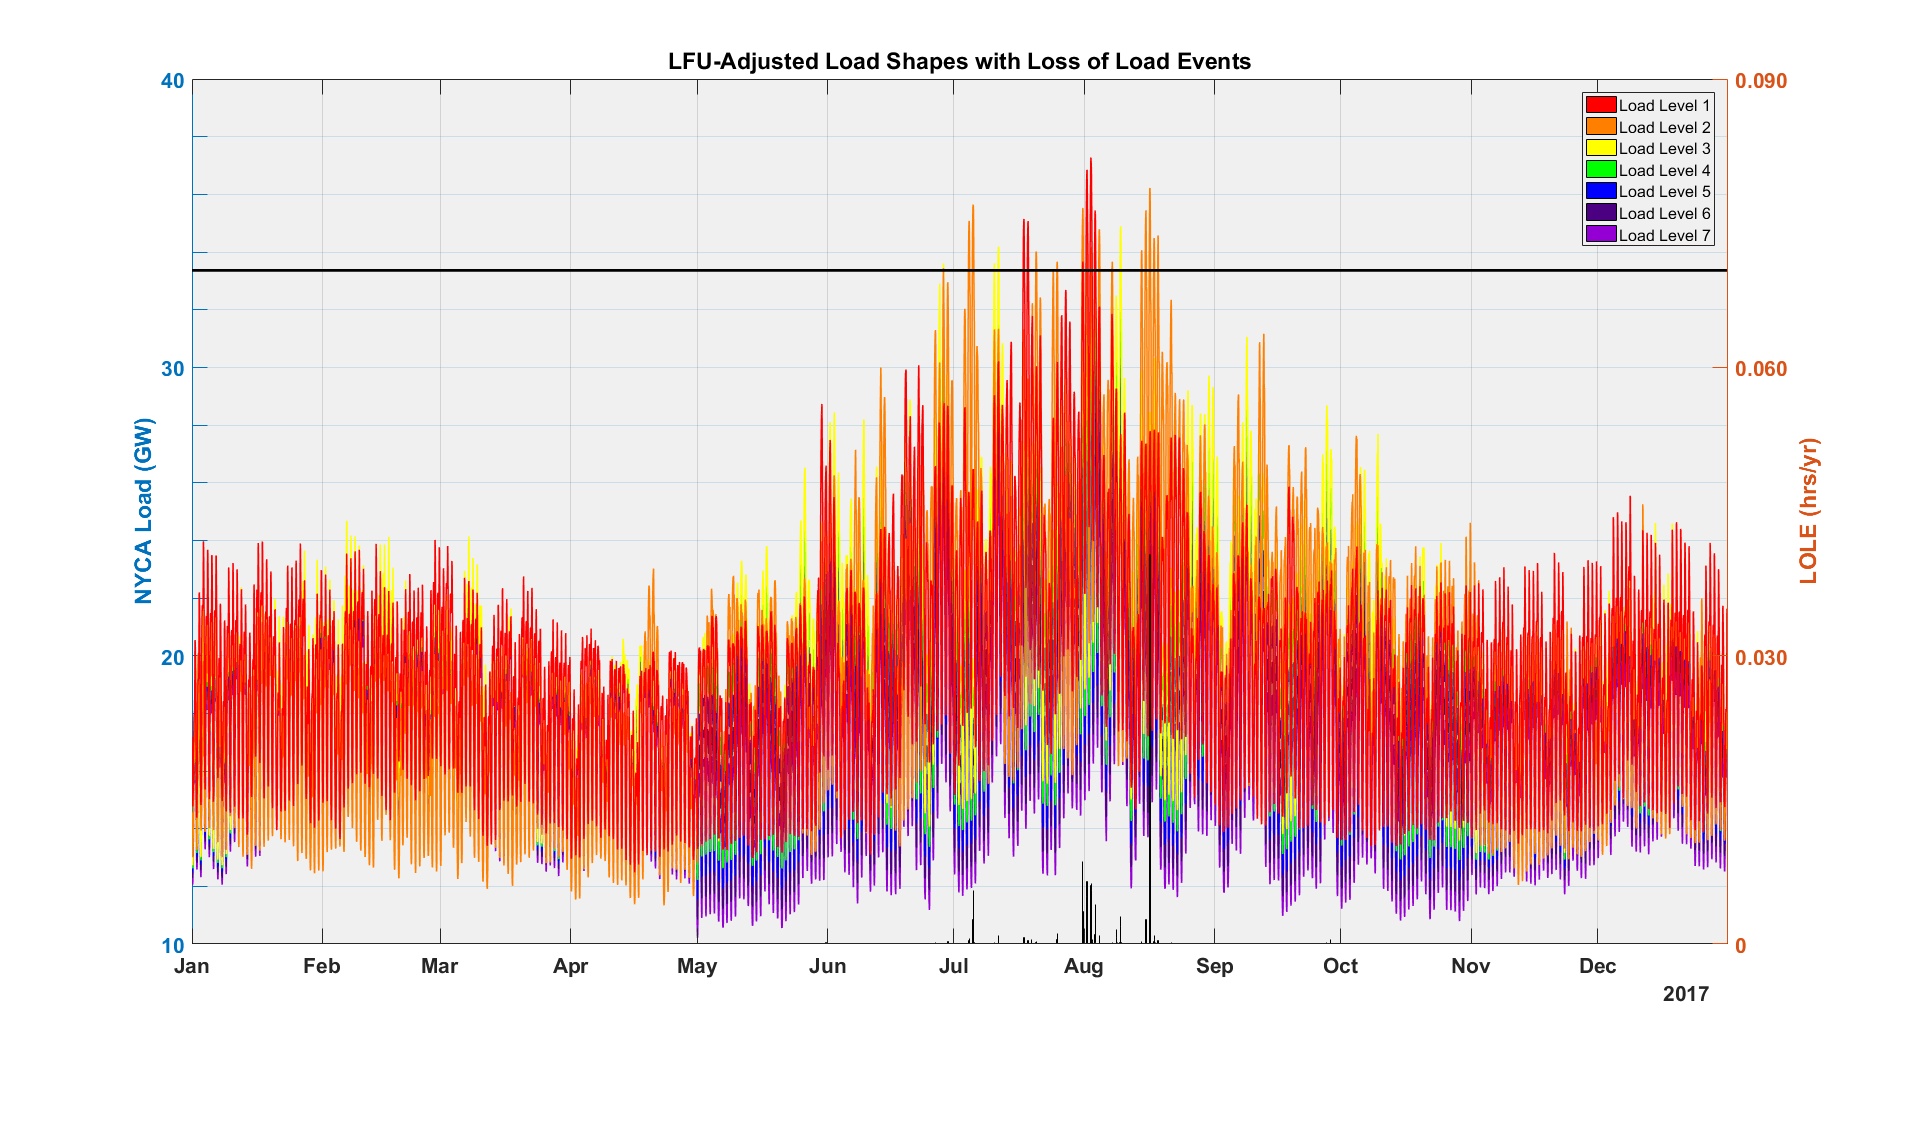 LFU-Adjusted Load Shapes with Loss of Load Events
40
30
20
10
NYCA Load (GW)
0.090
0.060
0.030
0
LOLE (hrs/yr)
Load Level 1
Load Level 2
Load Level 3
Load Level 4
Load Level 5
Load Level 6
Load Level 7
Jan Feb Mar Apr May Jun Jul Aug Sep Oct Nov Dec
2017